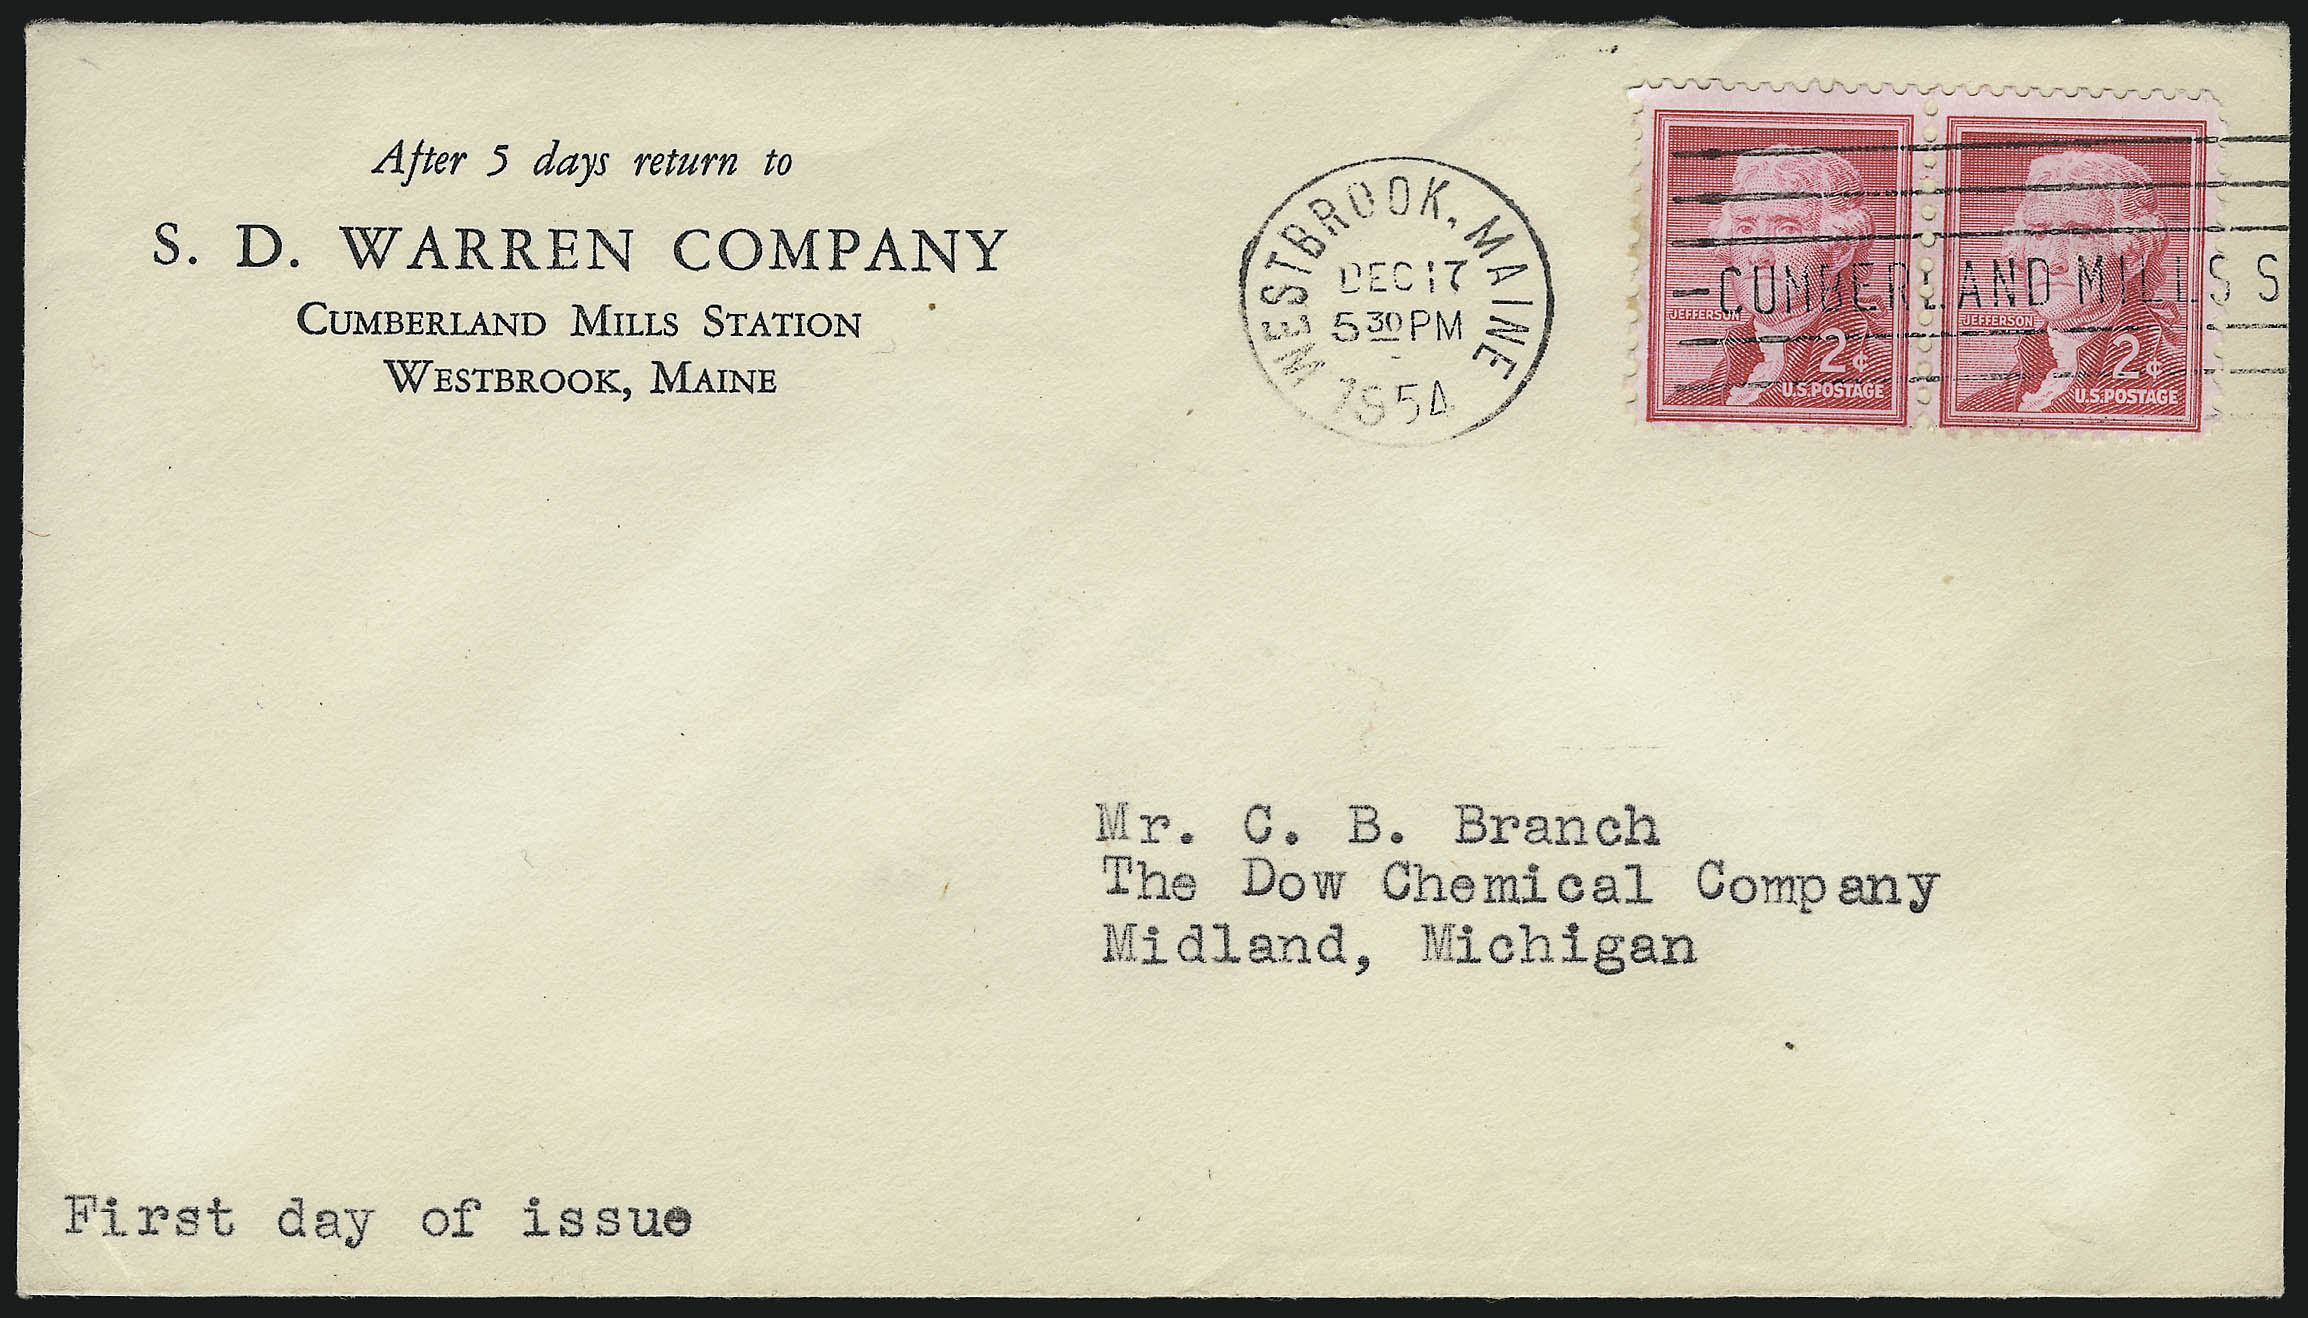 After 5 days return to
S. D. WARREN COMPANY
CUMBERLAND MILLS STATION
WESTBROOK, MAINE
WESTBROOK, MAINE
DEC 17
5 30 PM
1954
CUMBERLAND MILLS S
JEFFERSON
2¢
U.S. POSTAGE
JEFFERSON
2¢
U.S. POSTAGE
Mr. C. B. Branch
The Dow Chemical Company
Midland, Michigan
First day of issue